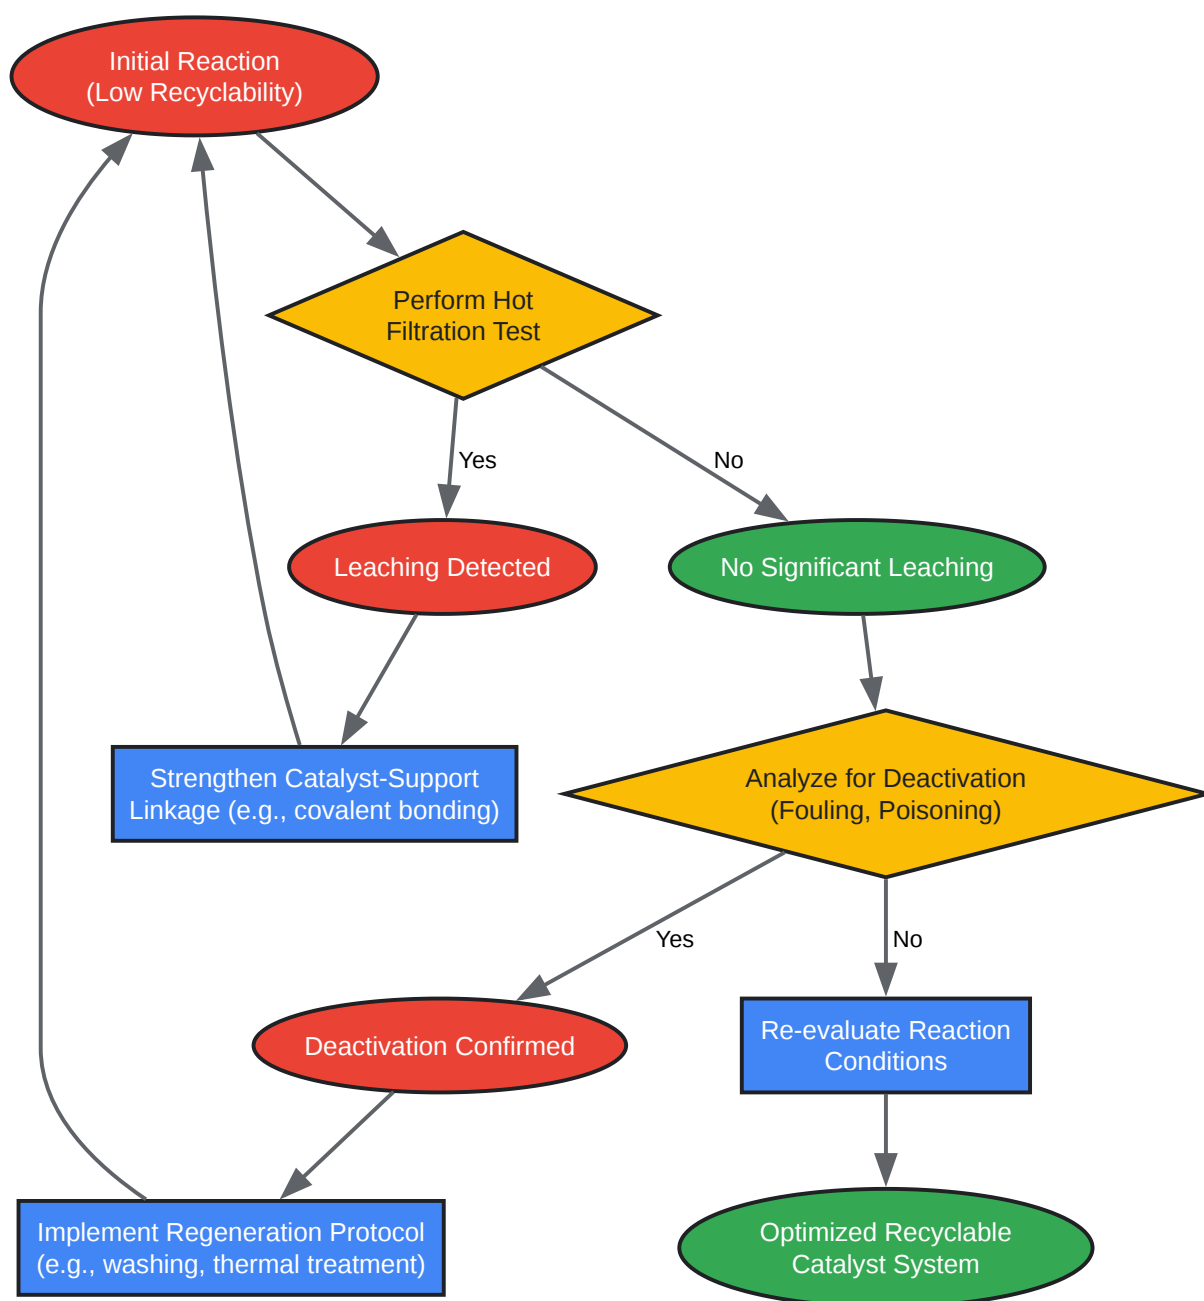 Initial Reaction
(Low Recyclability)
Perform Hot
Filtration Test
Yes
No
Leaching Detected
No Significant Leaching
Strengthen Catalyst-Support
Linkage (e.g., covalent bonding)
Analyze for Deactivation
(Fouling, Poisoning)
Yes
No
Deactivation Confirmed
Re-evaluate Reaction
Conditions
Implement Regeneration Protocol
(e.g., washing, thermal treatment)
Optimized Recyclable
Catalyst System